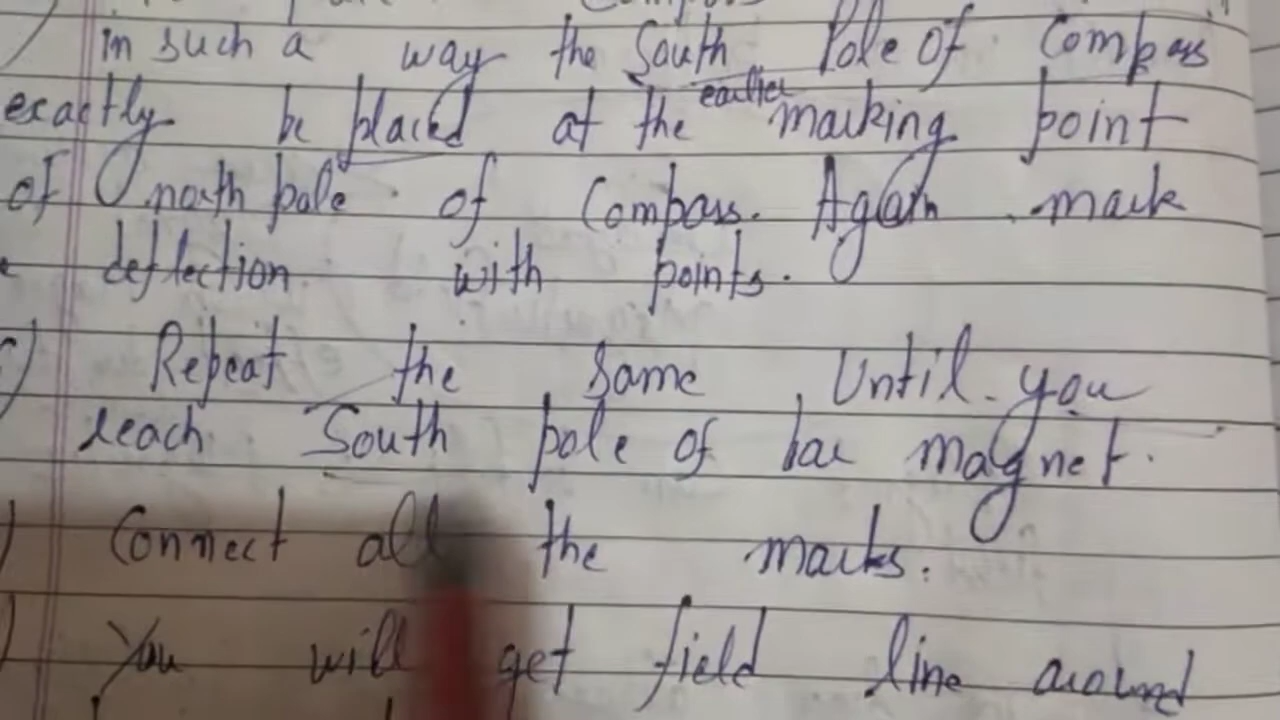 in such a way the South Pole of Compass
earlier
exactly be placed at the marking point
of north pole of Compass. Again mark
deflection with points.
Repeat the same Until you
reach South pole of bar magnet.
Connect all the marks.
You will get field line around